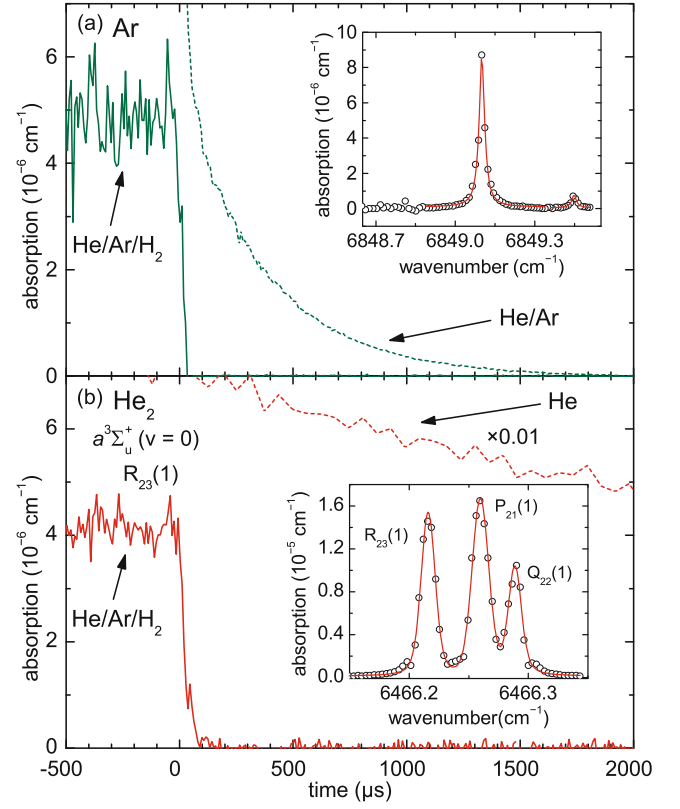 (a) Ar
absorption (10⁻⁶ cm⁻¹)
6
4
2
0
He/Ar/H₂
He/Ar
absorption (10⁻⁶ cm⁻¹)
10
8
6
4
2
0
6848.7 6849.0 6849.3
wavenumber (cm⁻¹)
(b) He₂
a³Σᵤ⁺ (v = 0)
R₂₃(1)
absorption (10⁻⁶ cm⁻¹)
6
4
2
0
He
×0.01
He/Ar/H₂
absorption (10⁻⁵ cm⁻¹)
1.6
1.2
0.8
0.4
0.0
R₂₃(1)
P₂₁(1)
Q₂₂(1)
6466.2 6466.3
wavenumber(cm⁻¹)
-500 0 500 1000 1500 2000
time (µs)